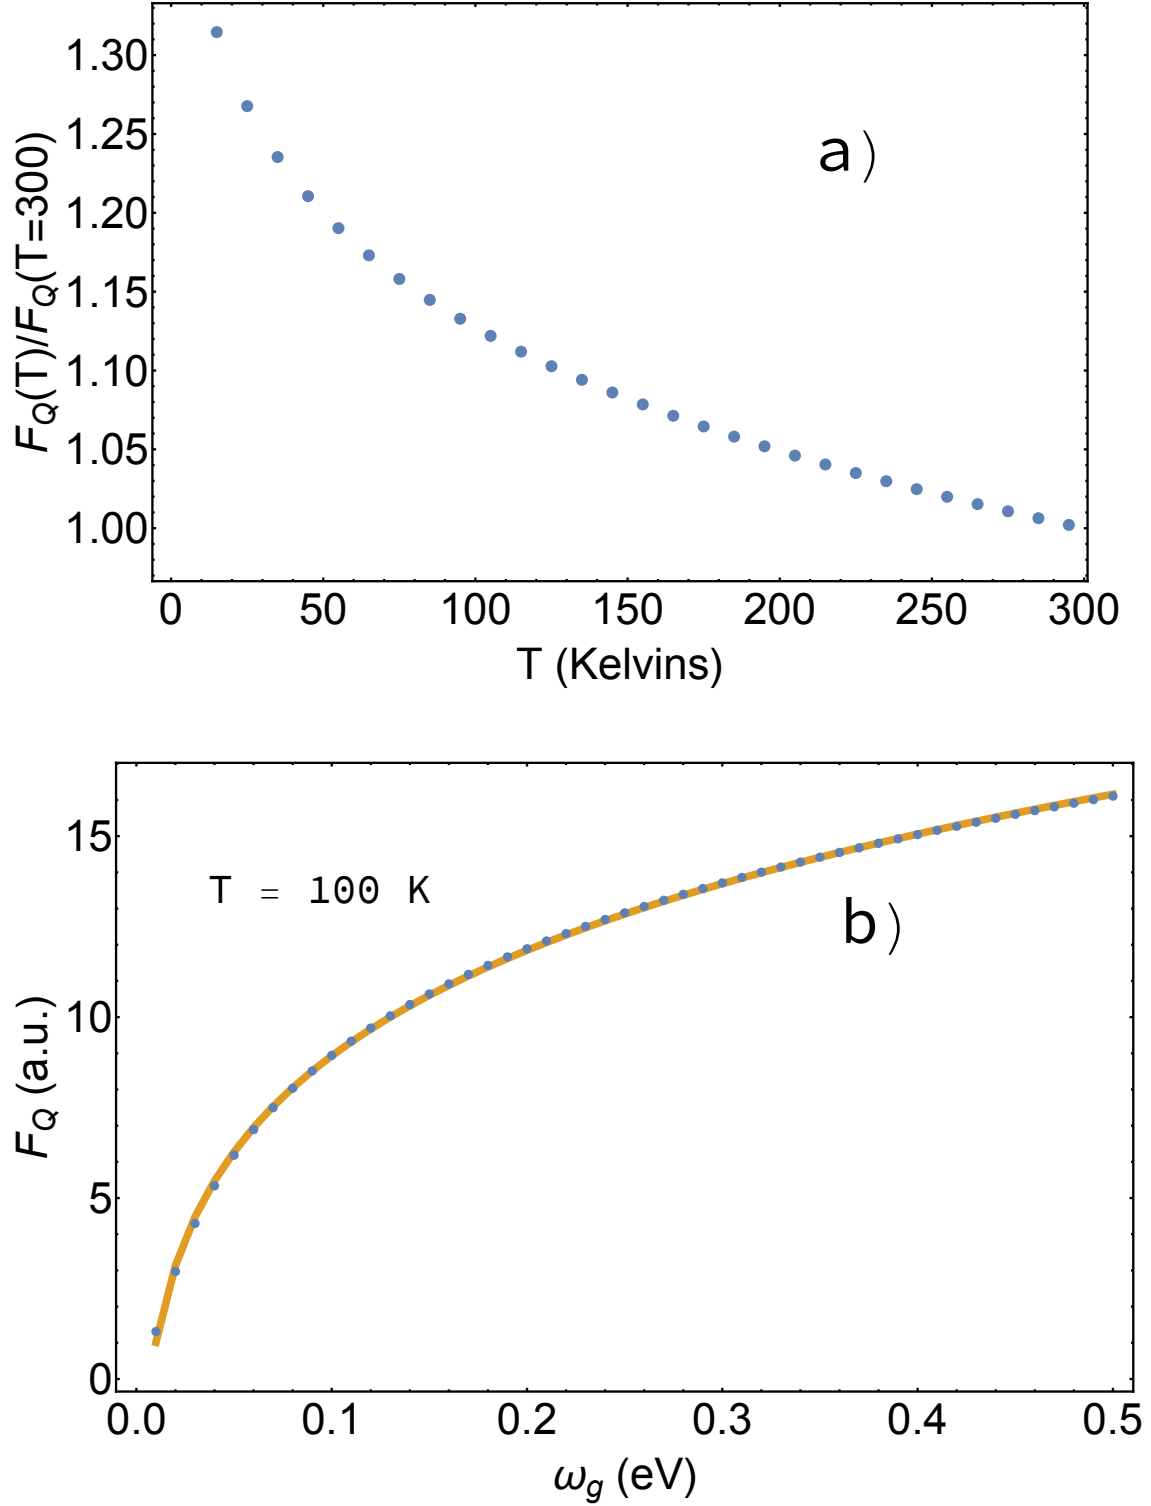 1.30
1.25
1.20
1.15
1.10
1.05
1.00
F_Q(T)/F_Q(T=300)
a)
0 50 100 150 200 250 300
T (Kelvins)
15
10
5
0
F_Q (a.u.)
T = 100 K
b)
0.0 0.1 0.2 0.3 0.4 0.5
ω_g (eV)